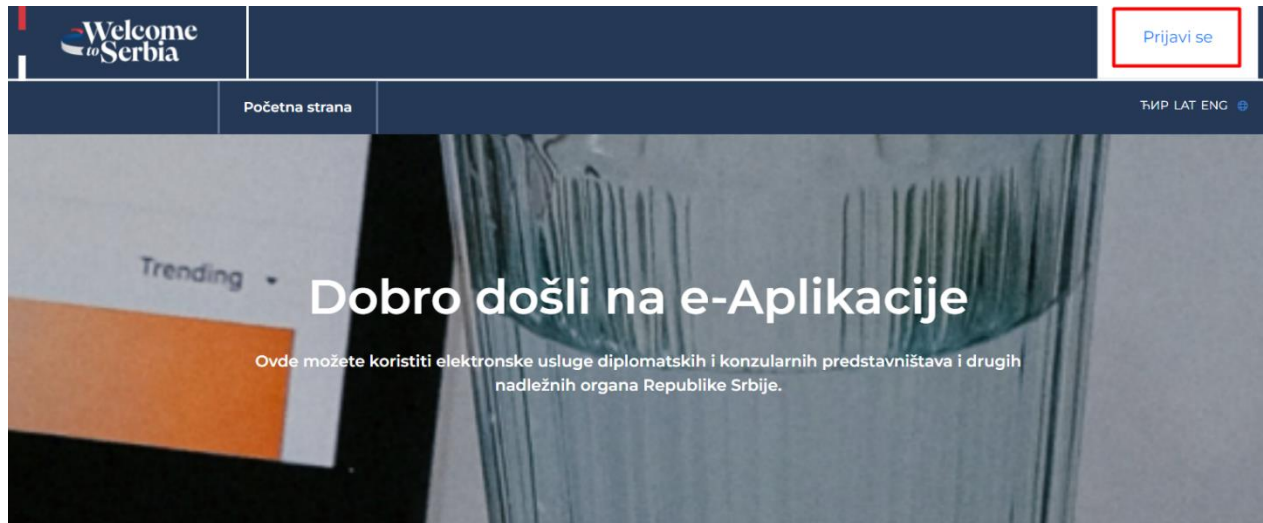 Welcome
to Serbia
Prijavi se
Početna strana
ЋИР LAT ENG
Trending
Dobro došli na e-Aplikacije
Ovde možete koristiti elektronske usluge diplomatskih i konzularnih predstavništava i drugih
nadležnih organa Republike Srbije.